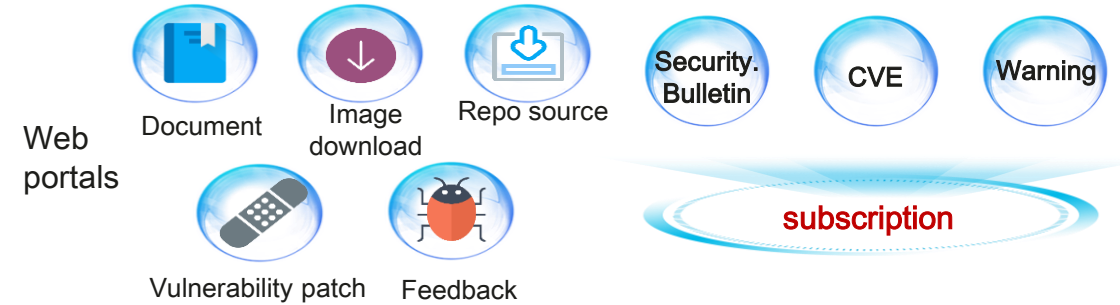 Web
portals
Document
Image
download
Repo source
Vulnerability patch
Feedback
Security.
Bulletin
CVE
Warning
subscription